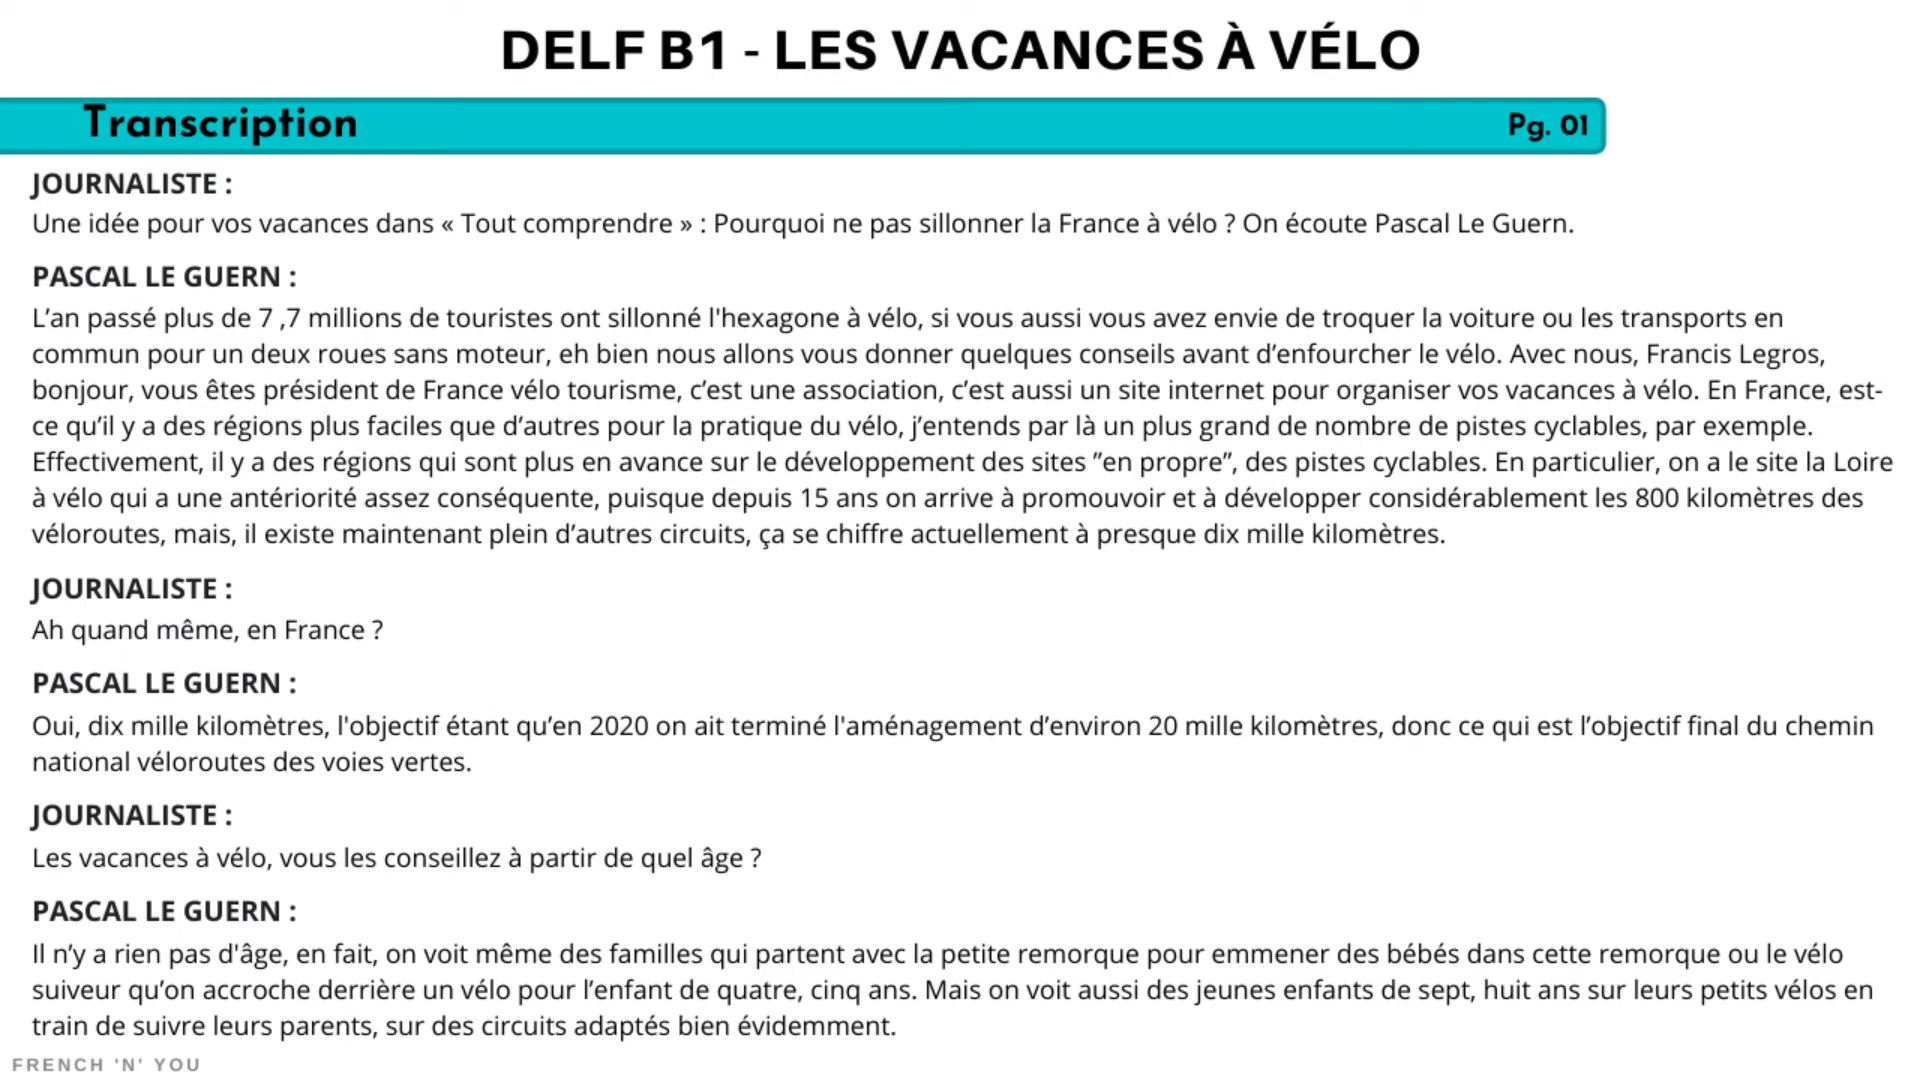 DELF B1 - LES VACANCES À VÉLO
Transcription
Pg. 01
JOURNALISTE :
Une idée pour vos vacances dans « Tout comprendre » : Pourquoi ne pas sillonner la France à vélo ? On écoute Pascal Le Guern.
PASCAL LE GUERN :
L’an passé plus de 7 ,7 millions de touristes ont sillonné l'hexagone à vélo, si vous aussi vous avez envie de troquer la voiture ou les transports en
commun pour un deux roues sans moteur, eh bien nous allons vous donner quelques conseils avant d’enfourcher le vélo. Avec nous, Francis Legros,
bonjour, vous êtes président de France vélo tourisme, c’est une association, c’est aussi un site internet pour organiser vos vacances à vélo. En France, est-
ce qu’il y a des régions plus faciles que d’autres pour la pratique du vélo, j’entends par là un plus grand de nombre de pistes cyclables, par exemple.
Effectivement, il y a des régions qui sont plus en avance sur le développement des sites ”en propre”, des pistes cyclables. En particulier, on a le site la Loire
à vélo qui a une antériorité assez conséquente, puisque depuis 15 ans on arrive à promouvoir et à développer considérablement les 800 kilomètres des
véloroutes, mais, il existe maintenant plein d’autres circuits, ça se chiffre actuellement à presque dix mille kilomètres.
JOURNALISTE :
Ah quand même, en France ?
PASCAL LE GUERN :
Oui, dix mille kilomètres, l'objectif étant qu’en 2020 on ait terminé l'aménagement d’environ 20 mille kilomètres, donc ce qui est l’objectif final du chemin
national véloroutes des voies vertes.
JOURNALISTE :
Les vacances à vélo, vous les conseillez à partir de quel âge ?
PASCAL LE GUERN :
Il n’y a rien pas d'âge, en fait, on voit même des familles qui partent avec la petite remorque pour emmener des bébés dans cette remorque ou le vélo
suiveur qu’on accroche derrière un vélo pour l’enfant de quatre, cinq ans. Mais on voit aussi des jeunes enfants de sept, huit ans sur leurs petits vélos en
train de suivre leurs parents, sur des circuits adaptés bien évidemment.
FRENCH 'N' YOU